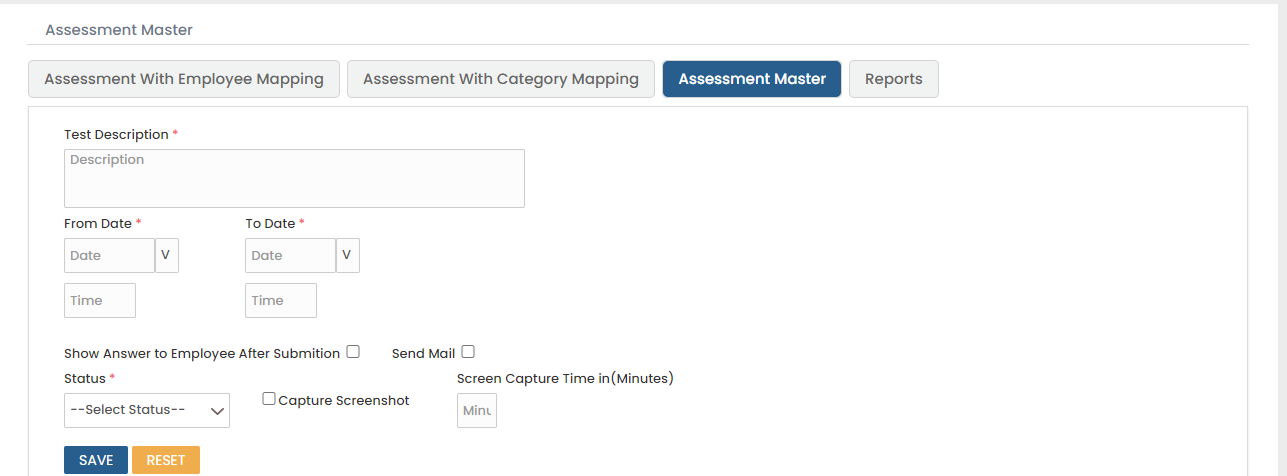 Assessment Master
Assessment With Employee Mapping Assessment With Category Mapping Assessment Master Reports
Test Description *
Description
From Date * To Date *
Date V Date V
Time Time
Show Answer to Employee After Submition Send Mail
Status * Screen Capture Time in(Minutes)
--Select Status-- Capture Screenshot Minu
SAVE RESET